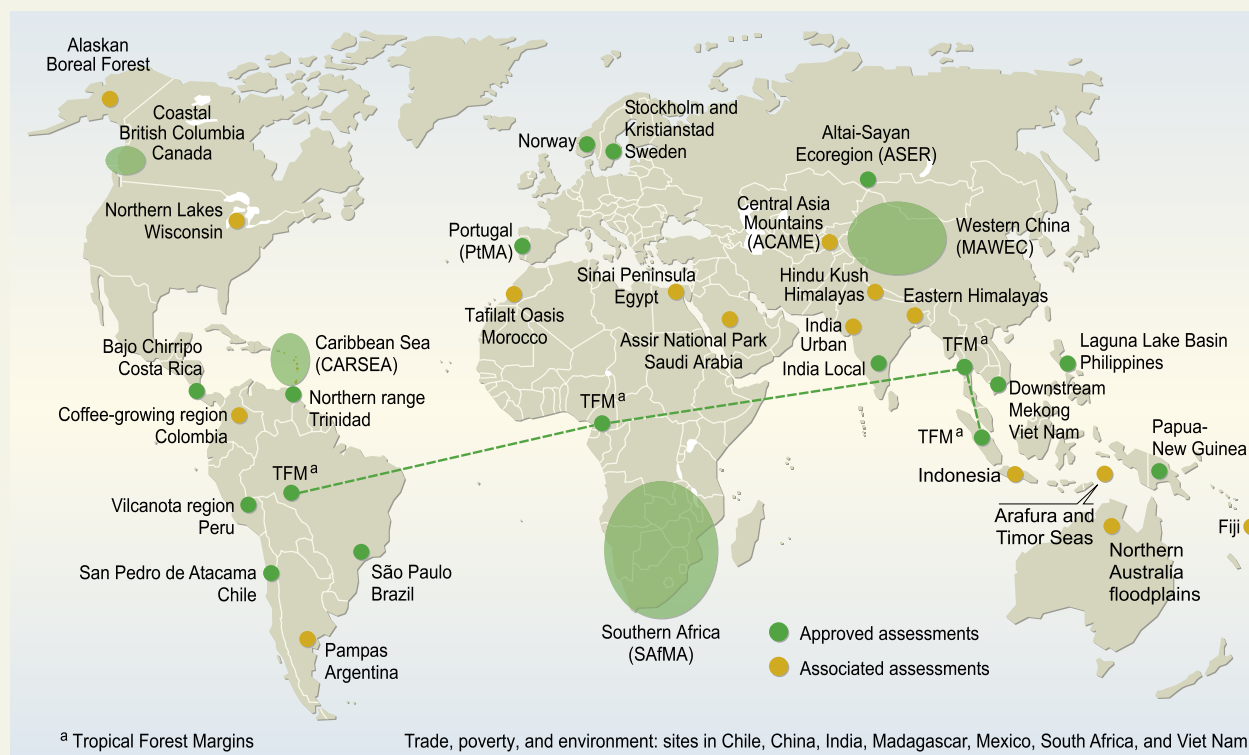 Alaskan
Boreal Forest
Coastal
British Columbia
Canada
Northern Lakes
Wisconsin
Norway
Stockholm and
Kristianstad
Sweden
Altai-Sayan
Ecoregion (ASER)
Portugal
(PtMA)
Central Asia
Mountains
(ACAME)
Western China
(MAWEC)
Tafilalt Oasis
Morocco
Sinai Peninsula
Egypt
Assir National Park
Saudi Arabia
Hindu Kush
Himalayas
Eastern Himalayas
India
Urban
India Local
Bajo Chirripo
Costa Rica
Caribbean Sea
(CARSEA)
Northern range
Trinidad
Coffee-growing region
Colombia
TFM a
TFM a
TFM a
TFM a
Laguna Lake Basin
Philippines
Downstream
Mekong
Viet Nam
Papua-
New Guinea
Indonesia
Arafura and
Timor Seas
Fiji
Northern
Australia
floodplains
Vilcanota region
Peru
San Pedro de Atacama
Chile
São Paulo
Brazil
Pampas
Argentina
Southern Africa
(SAfMA)
Approved assessments
Associated assessments
a Tropical Forest Margins
Trade, poverty, and environment: sites in Chile, China, India, Madagascar, Mexico, South Africa, and Viet Nam